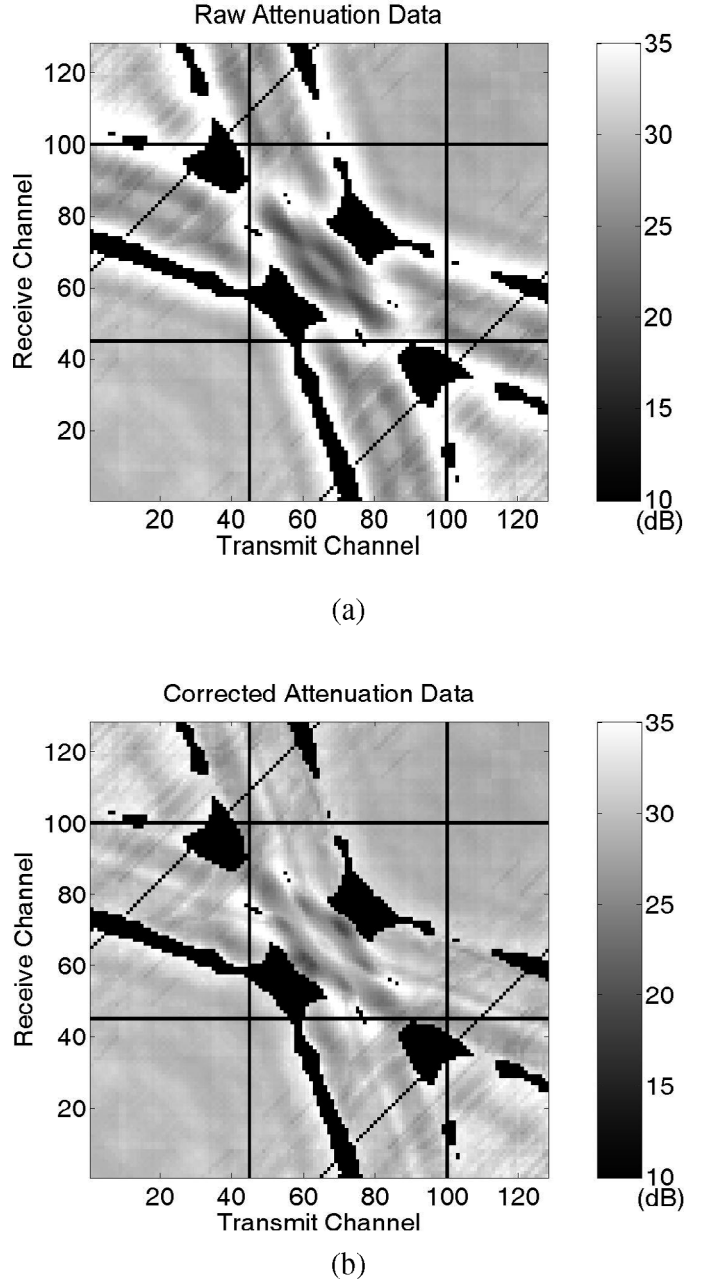 Raw Attenuation Data
120
100
80
60
40
20
Receive Channel
20 40 60 80 100 120
Transmit Channel
35
30
25
20
15
10
(dB)
(a)
Corrected Attenuation Data
120
100
80
60
40
20
Receive Channel
20 40 60 80 100 120
Transmit Channel
35
30
25
20
15
10
(dB)
(b)